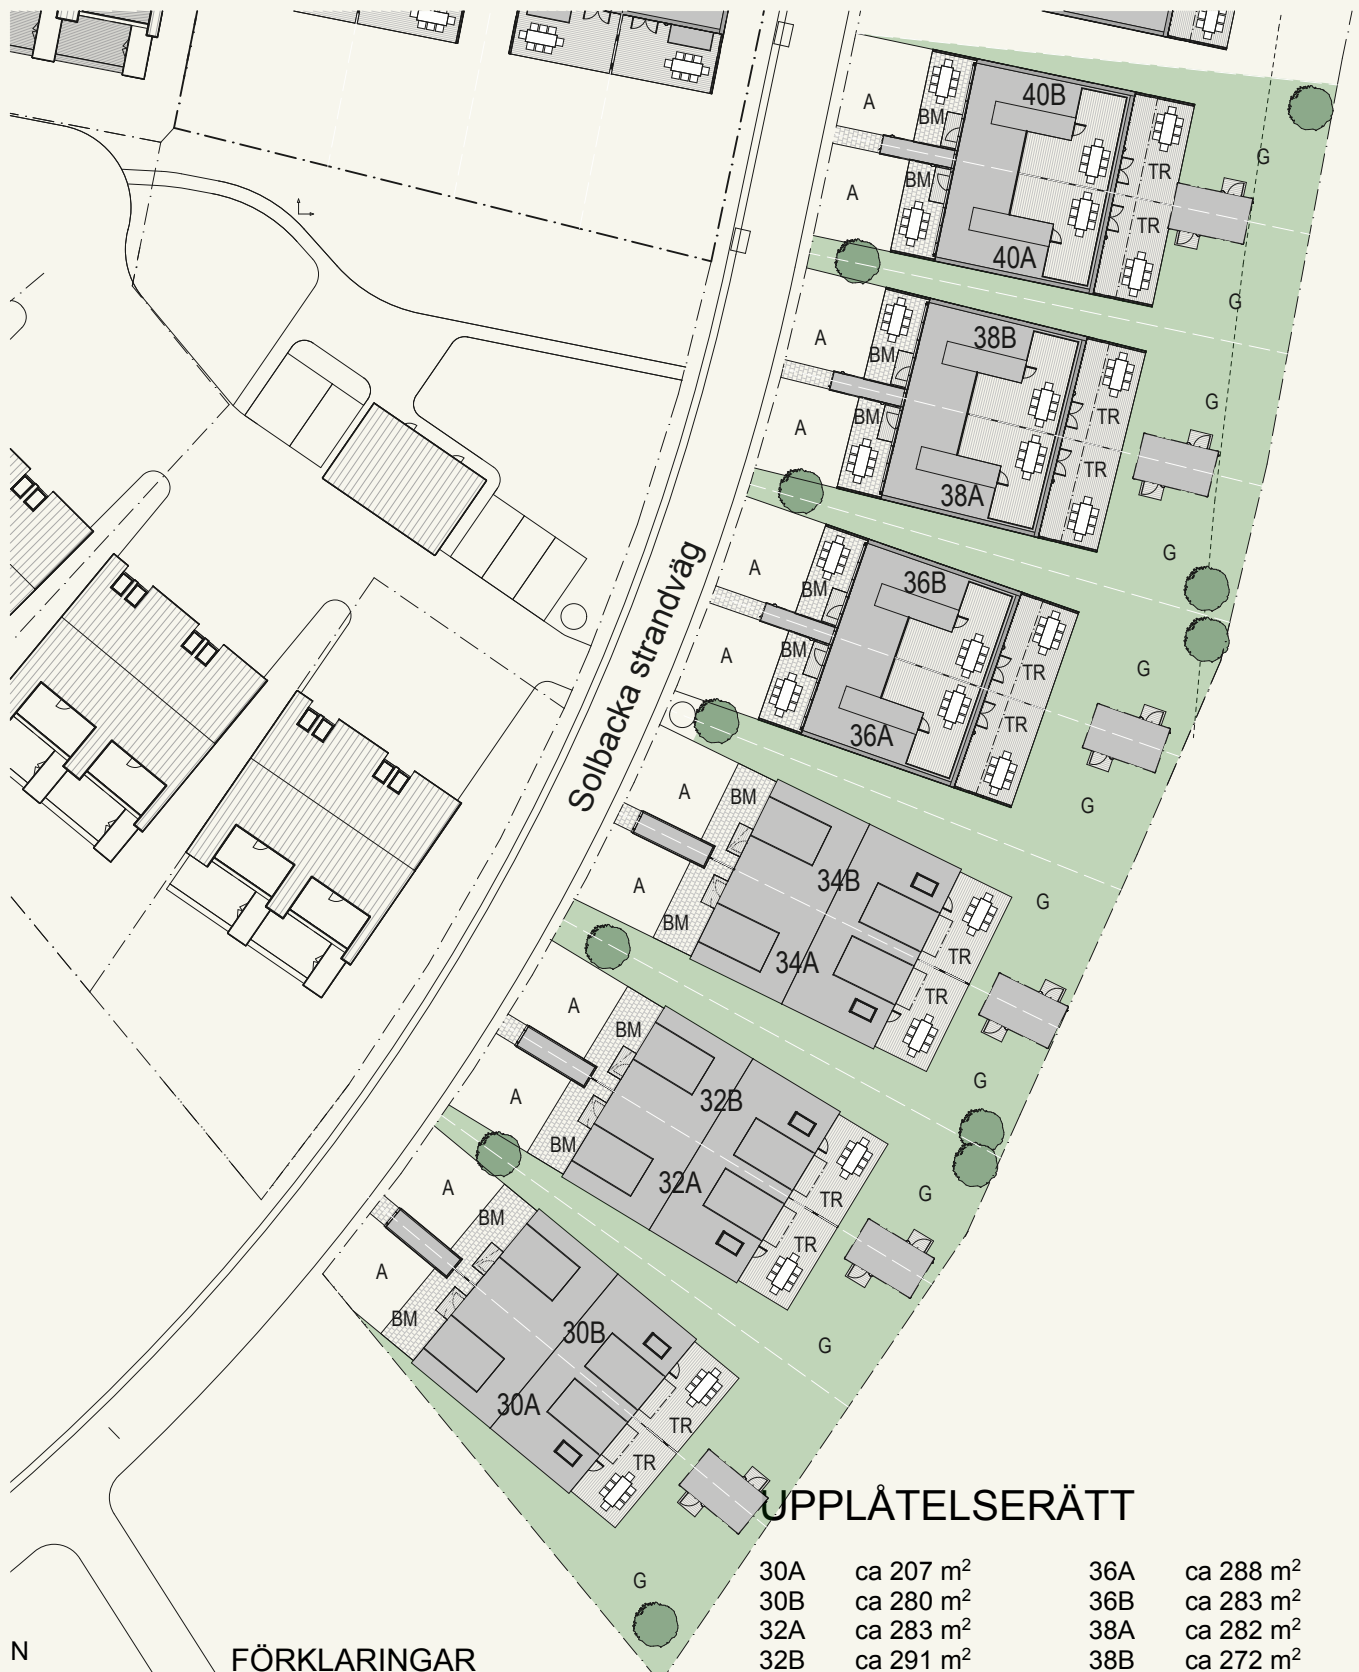 40B
A
BM
G
TR
A
BM
TR
40A
G
38B
A
BM
G
TR
A
BM
TR
38A
G
Solbacka strandväg
36B
A
BM
A
BM
G
TR
TR
36A
G
A
BM
34B
A
G
BM
34A
TR
TR
A
BM
G
A
32B
BM
32A
G
TR
TR
A
BM
A
BM
30B
G
30A
TR
TR
G
UPPLÅTELSERÄTT
30A ca 207 m² 36A ca 288 m²
30B ca 280 m² 36B ca 283 m²
32A ca 283 m² 38A ca 282 m²
32B ca 291 m² 38B ca 272 m²
N
FÖRKLARINGAR